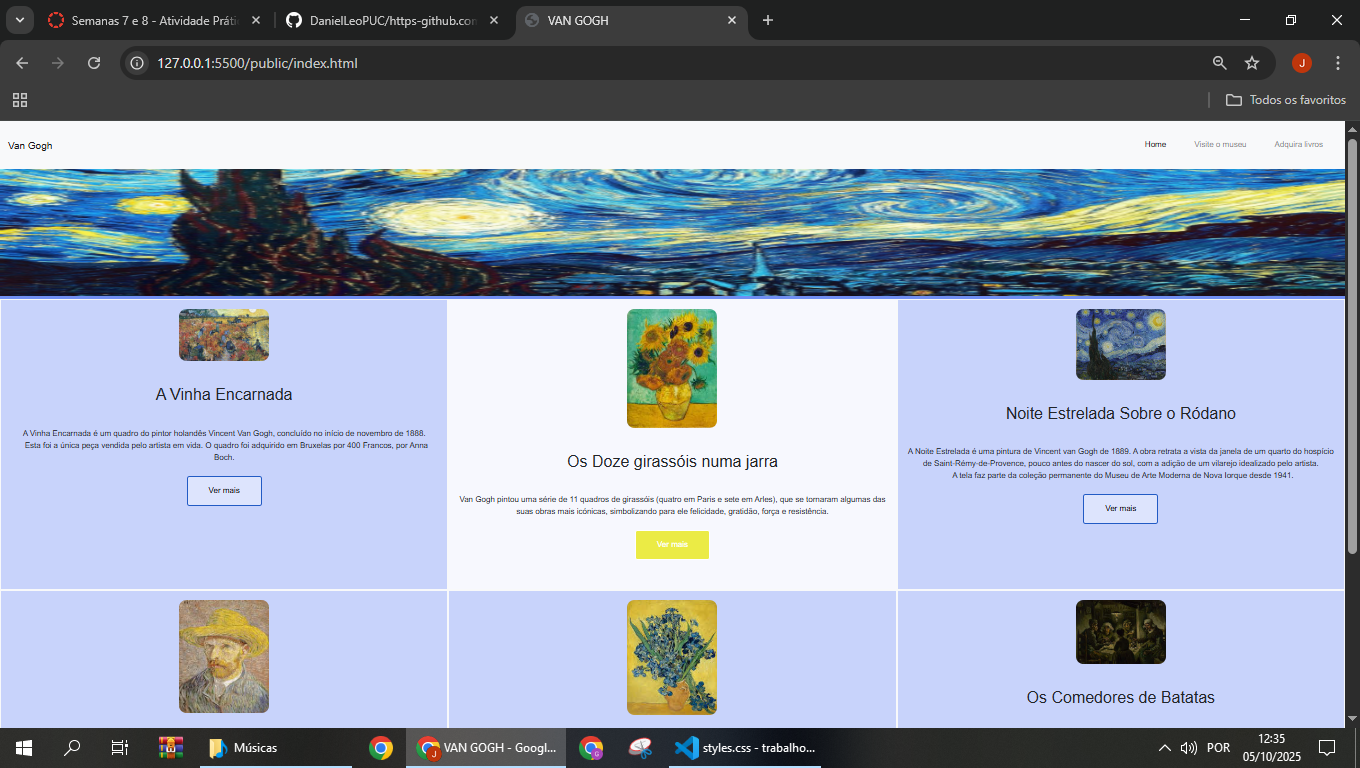 Semanas 7 e 8 - Atividade Práti
DanielLeoPUC/https-github.con
VAN GOGH
127.0.0.1:5500/public/index.html
J
Todos os favoritos
Van Gogh
Home
Visite o museu
Adquira livros
A Vinha Encarnada
A Vinha Encarnada é um quadro do pintor holandês Vincent Van Gogh, concluído no início de novembro de 1888.
Esta foi a única peça vendida pelo artista em vida. O quadro foi adquirido em Bruxelas por 400 Francos, por Anna
Boch.
Ver mais
Os Doze girassóis numa jarra
Van Gogh pintou uma série de 11 quadros de girassóis (quatro em Paris e sete em Arles), que se tornaram algumas das
suas obras mais icónicas, simbolizando para ele felicidade, gratidão, força e resistência.
Ver mais
Noite Estrelada Sobre o Ródano
A Noite Estrelada é uma pintura de Vincent van Gogh de 1889. A obra retrata a vista da janela de um quarto do hospício
de Saint-Rémy-de-Provence, pouco antes do nascer do sol, com a adição de um vilarejo idealizado pelo artista.
A tela faz parte da coleção permanente do Museu de Arte Moderna de Nova Iorque desde 1941.
Ver mais
Os Comedores de Batatas
Músicas
VAN GOGH - Googl...
styles.css - trabalho...
POR
12:35
05/10/2025